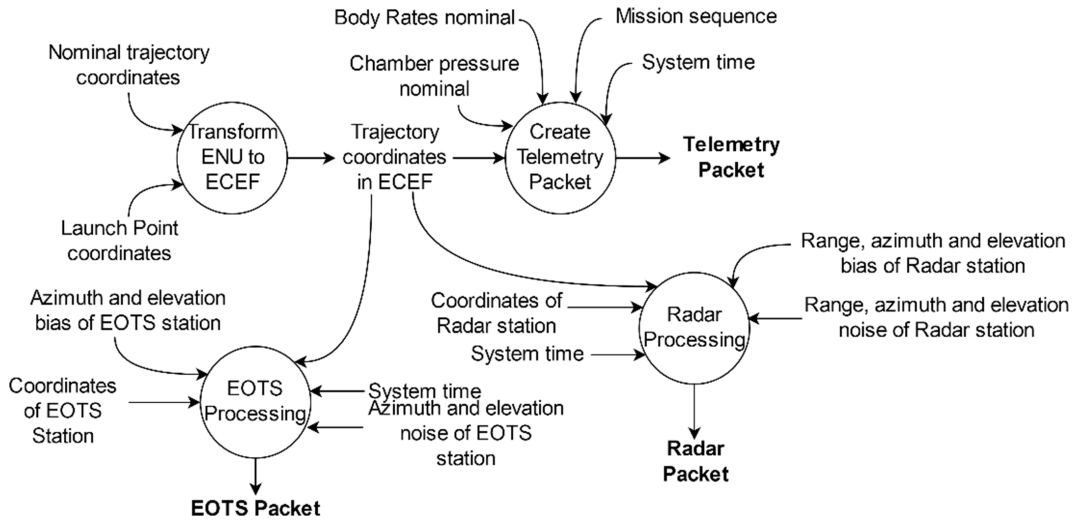 Body Rates nominal
Mission sequence
Nominal trajectory
coordinates
Chamber pressure
nominal
System time
Transform
ENU to
ECEF
Trajectory
coordinates
in ECEF
Create
Telemetry
Packet
Telemetry
Packet
Launch Point
coordinates
Range, azimuth and elevation
bias of Radar station
Azimuth and elevation
bias of EOTS station
Coordinates of
Radar station
System time
Radar
Processing
Range, azimuth and elevation
noise of Radar station
Coordinates
of EOTS
Station
EOTS
Processing
System time
Azimuth and elevation
noise of EOTS
station
Radar
Packet
EOTS Packet